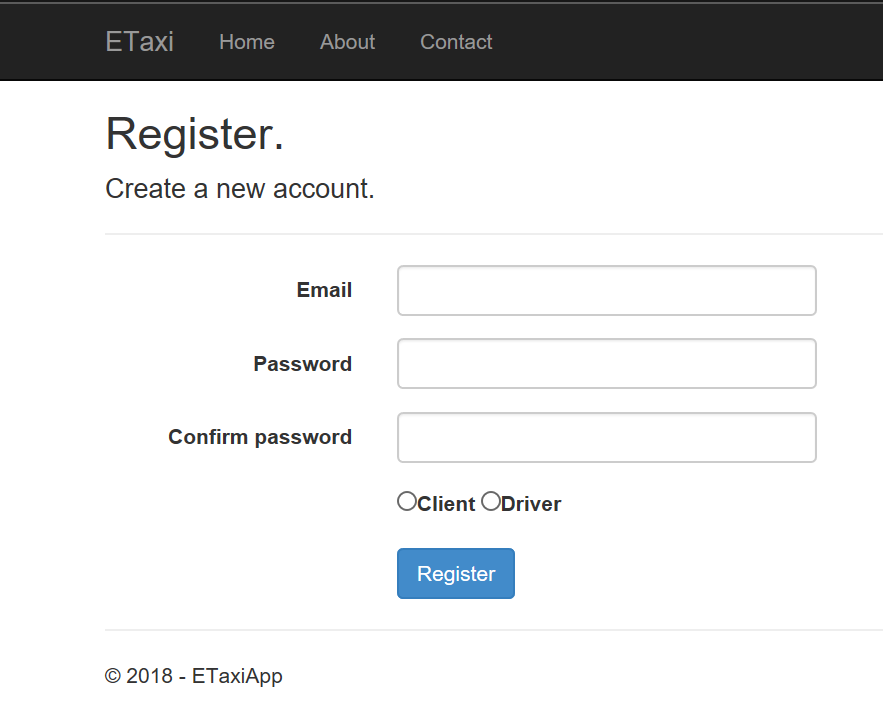 ETaxi Home About Contact
Register.
Create a new account.
Email
Password
Confirm password
Client Driver
Register
© 2018 - ETaxiApp